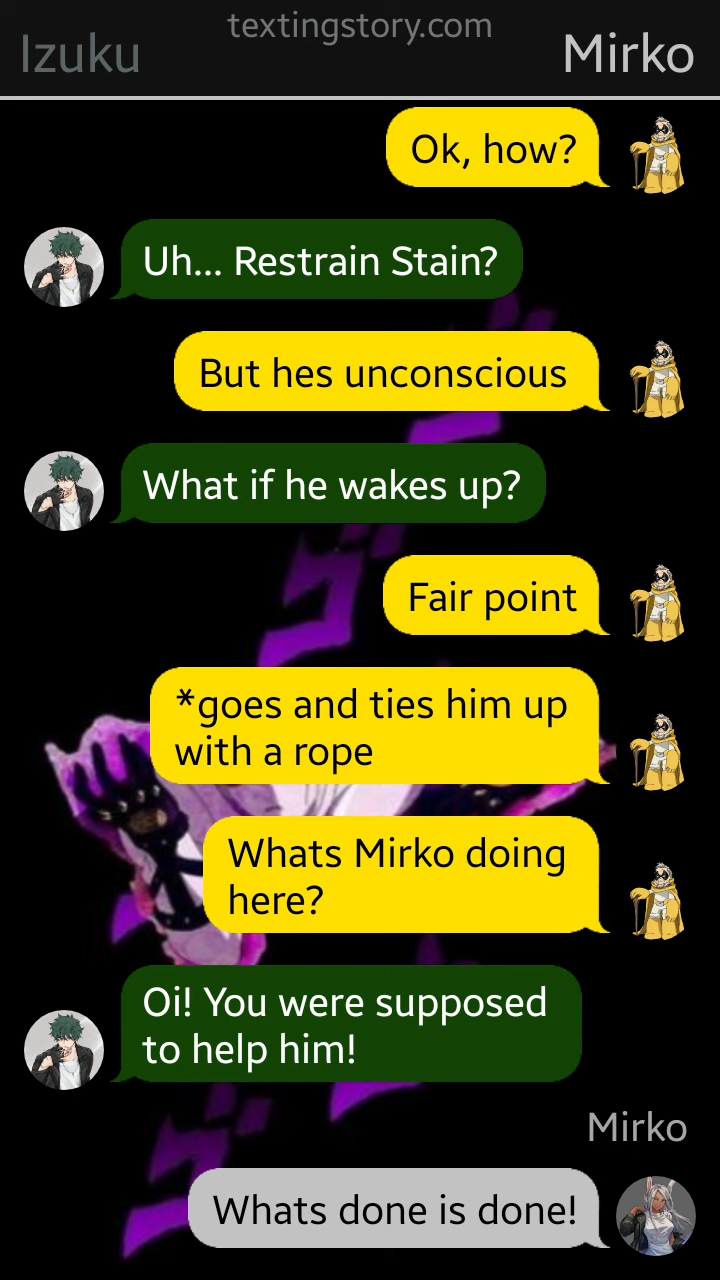 textingstory.com
Izuku
Mirko
Ok, how?
Uh... Restrain Stain?
But hes unconscious
What if he wakes up?
Fair point
*goes and ties him up
with a rope
Whats Mirko doing
here?
Oi! You were supposed
to help him!
Mirko
Whats done is done!